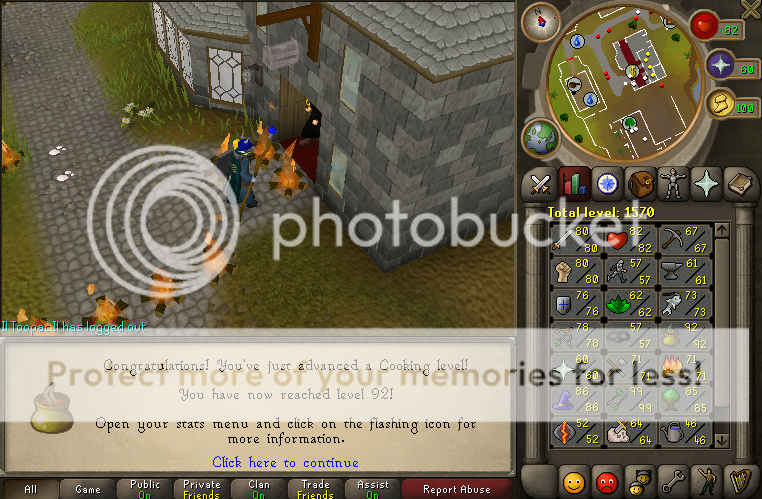 82
60
100
Total level: 1570
80 82 67
80 82 67
80 57 61
80 57 61
76 62 73
76 62 73
78 57 92
78 57 92
60 71 71
60 71 71
86 99 85
86 99 85
52 64 46
52 64 46
photobucket
Protect more of your memories for less!
has logged out.
Congratulations! You've just advanced a Cooking level!
You have now reached level 92!
Open your stats menu and click on the flashing icon for
more information.
Click here to continue
All Game Public On Private Friends Clan On Trade Friends Assist On Report Abuse